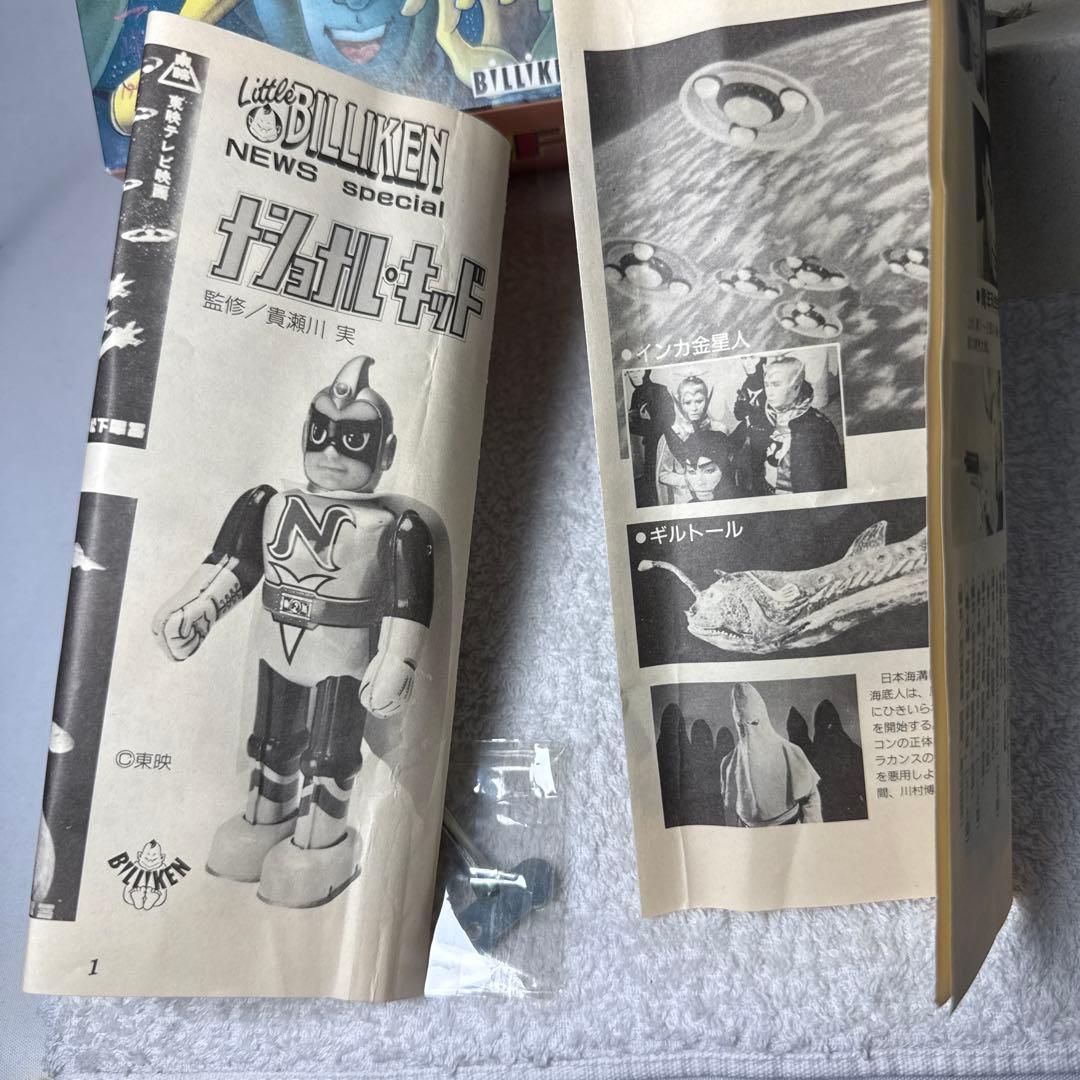 BILLIK
東映
東映テレビ映画
Little
BILLIKEN
NEWS special
ナショナル・キッド
監修/貴瀬川 実
N
©東映
BILLIKEN
1
●インカ金星人
●ギルトール
日本海溝
海底人は、
にひきいら
を開始する
コンの正体
ラカンスの
を悪用しよ
間、川村博